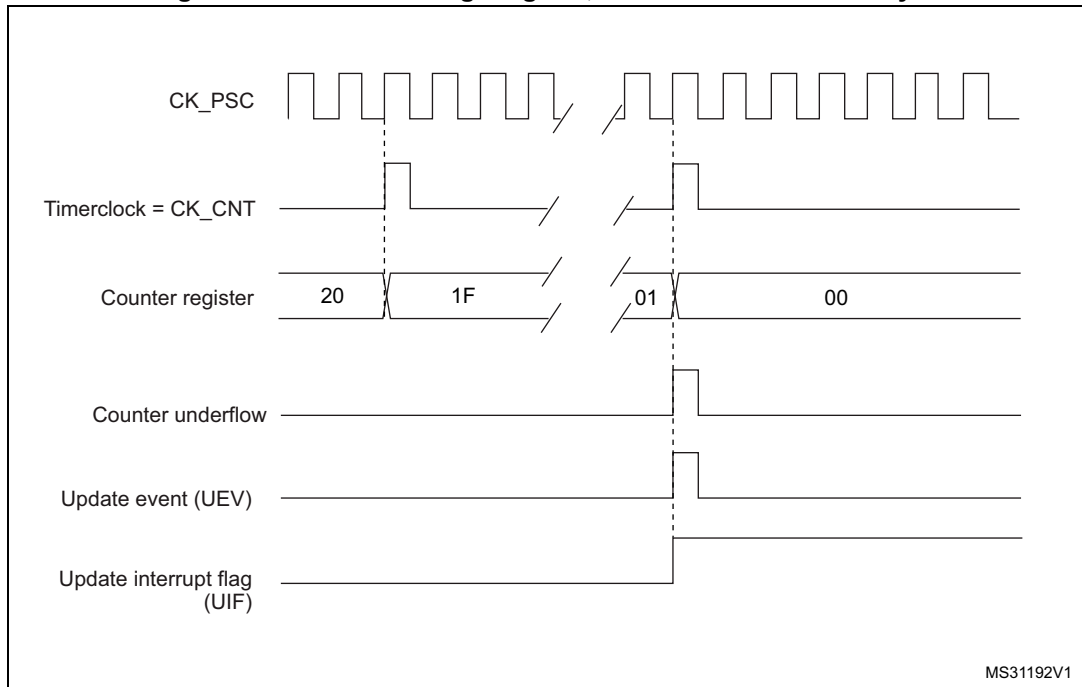 CK_PSC
Timerclock = CK_CNT
Counter register
20
1F
01
00
Counter underflow
Update event (UEV)
Update interrupt flag
(UIF)
MS31192V1